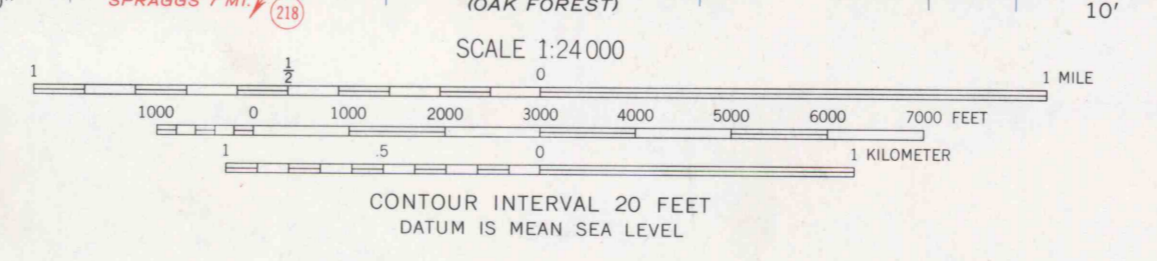 SPRAGGS 7 MI. 218 (OAK FOREST) 10′
SCALE 1:24 000
1 ½ 0 1 MILE
1000 0 1000 2000 3000 4000 5000 6000 7000 FEET
1 .5 0 1 KILOMETER
CONTOUR INTERVAL 20 FEET
DATUM IS MEAN SEA LEVEL